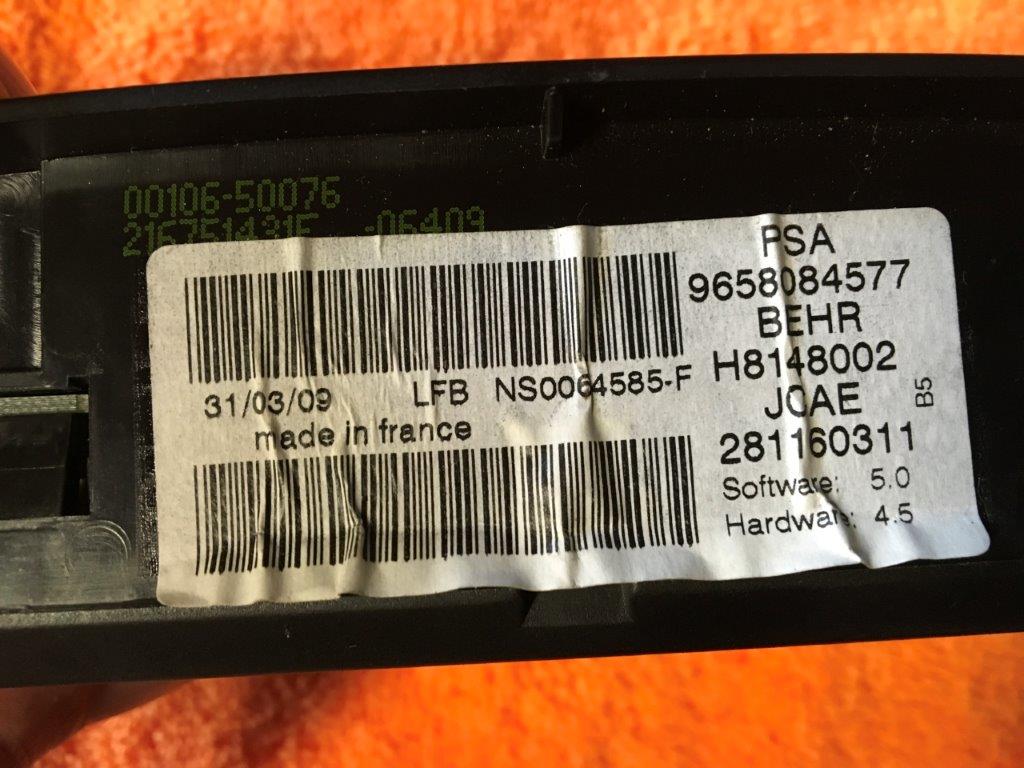 00106-50076
-06409
PSA
9658084577
BEHR
H8148002
JCAE
281160311
B5
Software: 5.0
Hardware: 4.5
31/03/09 LFB NS0064585-F
made in france